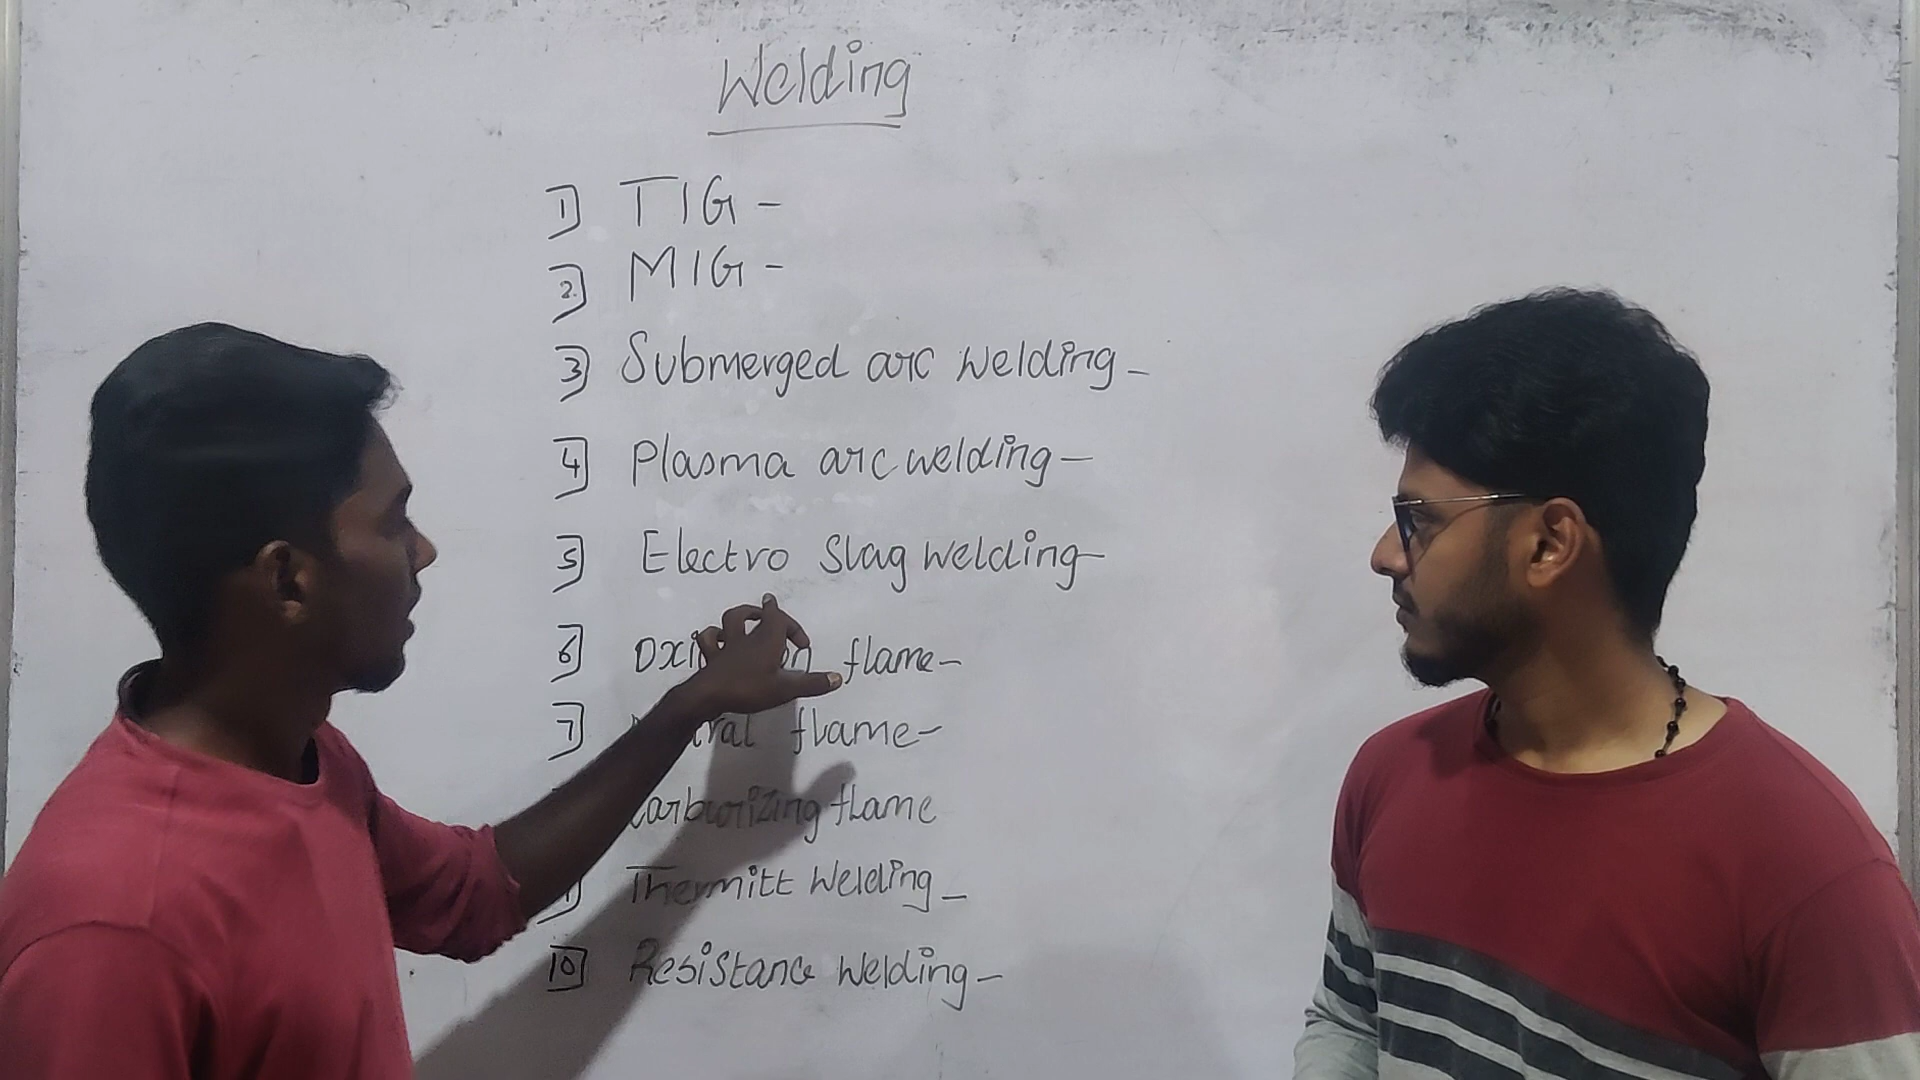 Welding
1] TIG -
2] MIG -
3] Submerged arc welding -
4] Plasma arc welding -
5] Electro Slag welding -
6] flame -
7] flame -
Carburizing flame
Thermitt Welding -
10] Resistance Welding -